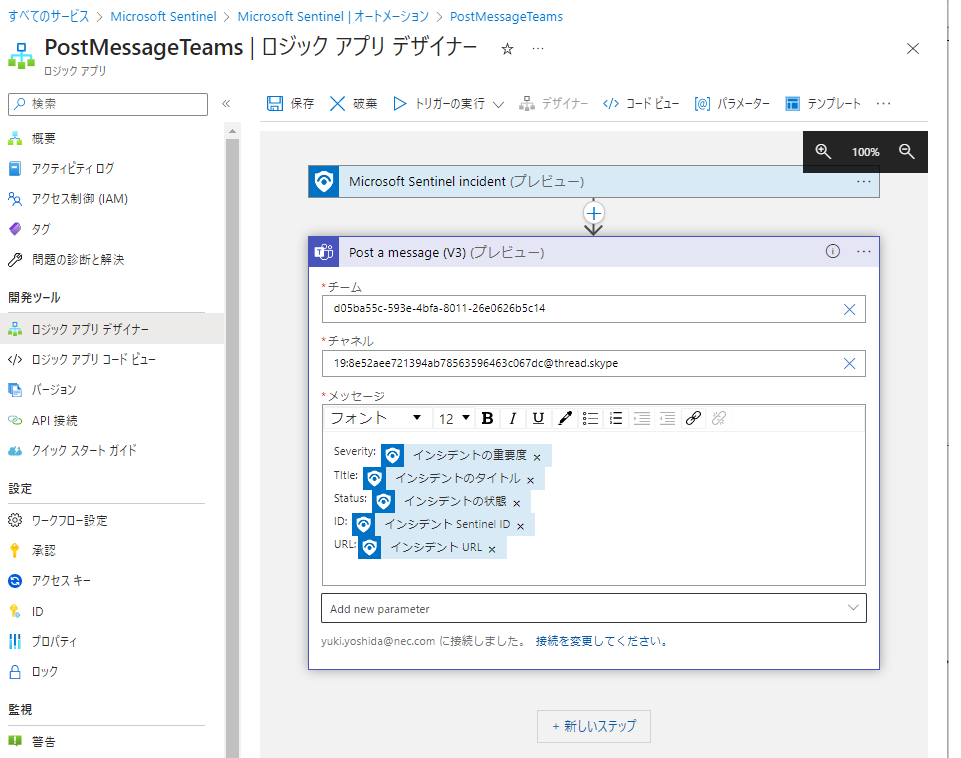 すべてのサービス > Microsoft Sentinel > Microsoft Sentinel | オートメーション > PostMessageTeams
PostMessageTeams | ロジック アプリ デザイナー ☆ ···
ロジック アプリ
検索
«
概要
アクティビティ ログ
アクセス制御 (IAM)
タグ
問題の診断と解決
開発ツール
ロジック アプリ デザイナー
ロジック アプリ コード ビュー
バージョン
API 接続
クイック スタート ガイド
設定
ワークフロー設定
承認
アクセス キー
ID
プロパティ
ロック
監視
警告
保存 破棄 トリガーの実行 デザイナー コード ビュー パラメーター テンプレート ···
100%
Microsoft Sentinel incident (プレビュー) ···
Post a message (V3) (プレビュー) ···
*チーム
d05ba55c-593e-4bfa-8011-26e0626b5c14
*チャネル
19:8e52aee721394ab78563596463c067dc@thread.skype
*メッセージ
フォント 12 B I U
Severity: インシデントの重要度 ×
Title: インシデントのタイトル ×
Status: インシデントの状態 ×
ID: インシデント Sentinel ID ×
URL: インシデント URL ×
Add new parameter
yuki.yoshida@nec.com に接続しました。 接続を変更してください。
+ 新しいステップ